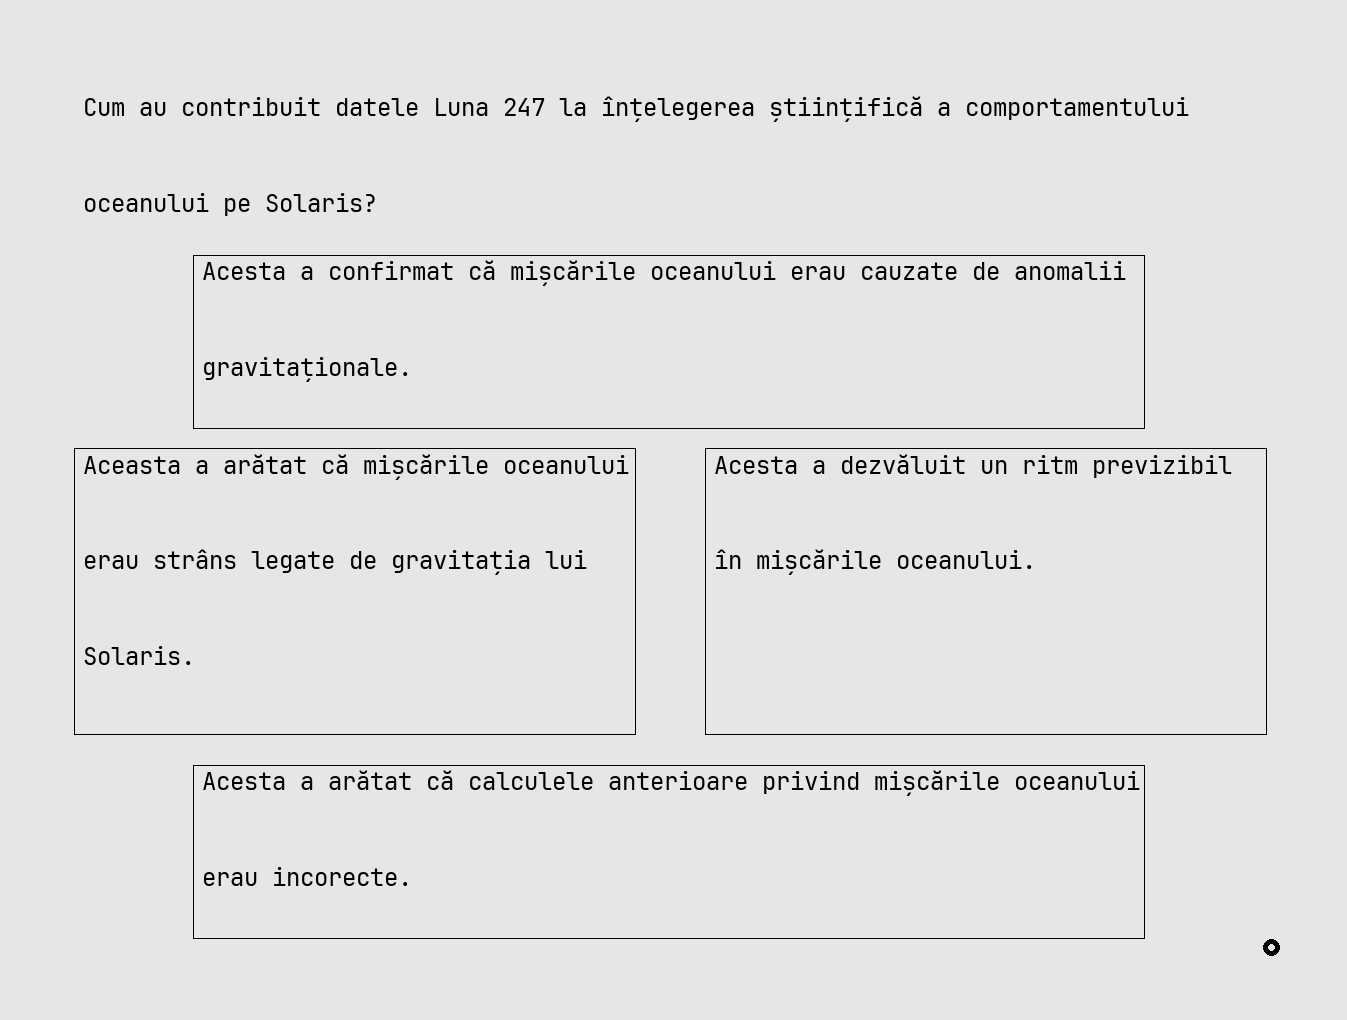 Cum au contribuit datele Luna 247 la înțelegerea științifică a comportamentului
oceanului pe Solaris?
Acesta a confirmat că mișcările oceanului erau cauzate de anomalii
gravitaționale.
Aceasta a arătat că mișcările oceanului
erau strâns legate de gravitația lui
Solaris.
Acesta a dezvăluit un ritm previzibil
în mișcările oceanului.
Acesta a arătat că calculele anterioare privind mișcările oceanului
erau incorecte.